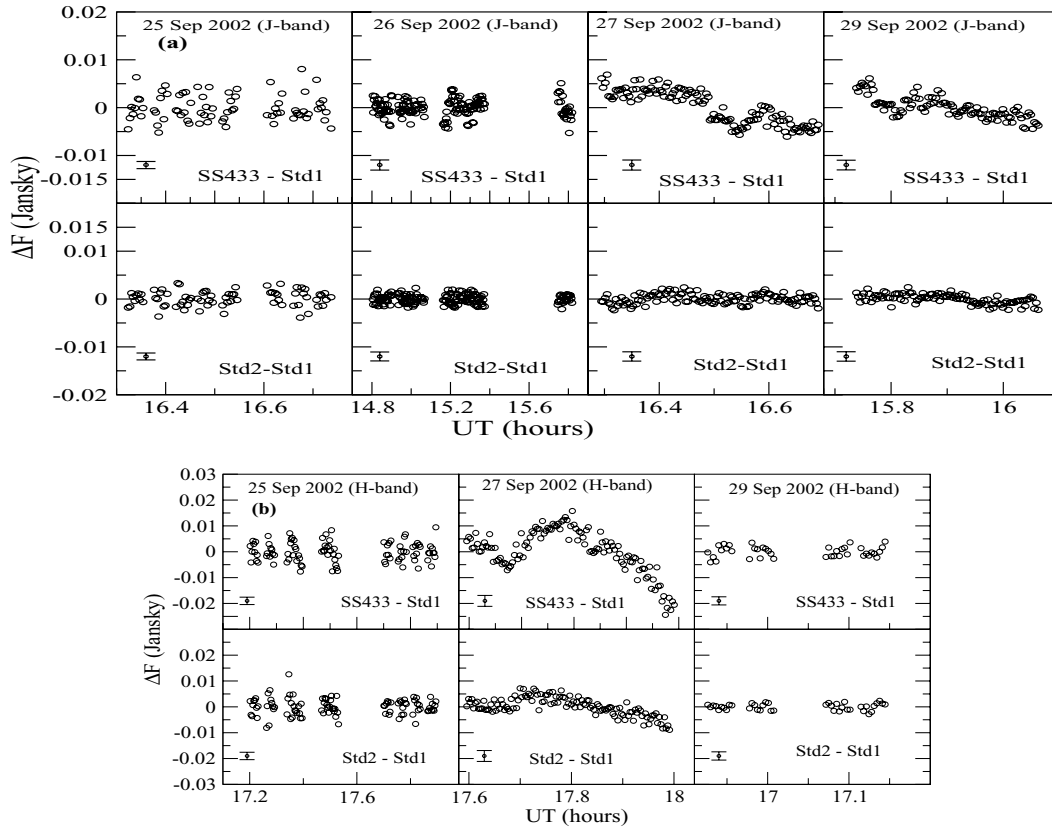 25 Sep 2002 (J-band) 26 Sep 2002 (J-band) 27 Sep 2002 (J-band) 29 Sep 2002 (J-band)
(a)
0.02
0.01
0
-0.01
-0.015
SS433 - Std1 SS433 - Std1 SS433 - Std1 SS433 - Std1
ΔF (Jansky)
0.015
0.01
0
-0.01
-0.02
Std2-Std1 Std2-Std1 Std2-Std1 Std2-Std1
16.4 16.6 14.8 15.2 15.6 16.4 16.6 15.8 16
UT (hours)
25 Sep 2002 (H-band) 27 Sep 2002 (H-band) 29 Sep 2002 (H-band)
(b)
0.03
0.02
0.01
0
-0.01
-0.02
SS433 - Std1 SS433 - Std1 SS433 - Std1
ΔF (Jansky)
0.02
0.01
0
-0.01
-0.02
-0.03
Std2 - Std1 Std2 - Std1 Std2 - Std1
17.2 17.6 17.6 17.8 18 17 17.1
UT (hours)